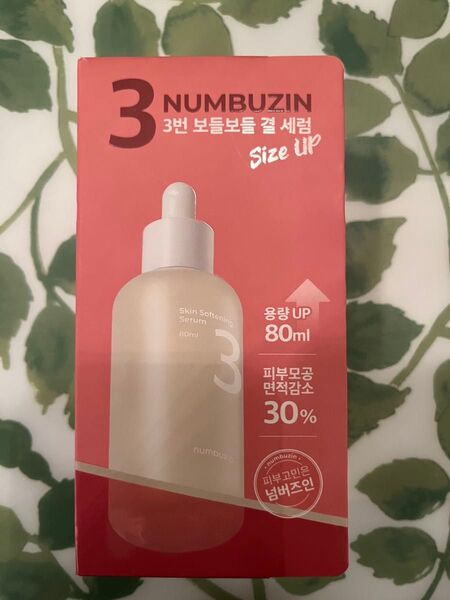 3 NUMBUZIN
3번 보들보들 결 세럼
Size UP
Skin Softening
Serum
80ml
3
numbuzin
용량 UP
80ml
피부모공
면적감소
30%
numbuzin
피부고민은
넘버즈인